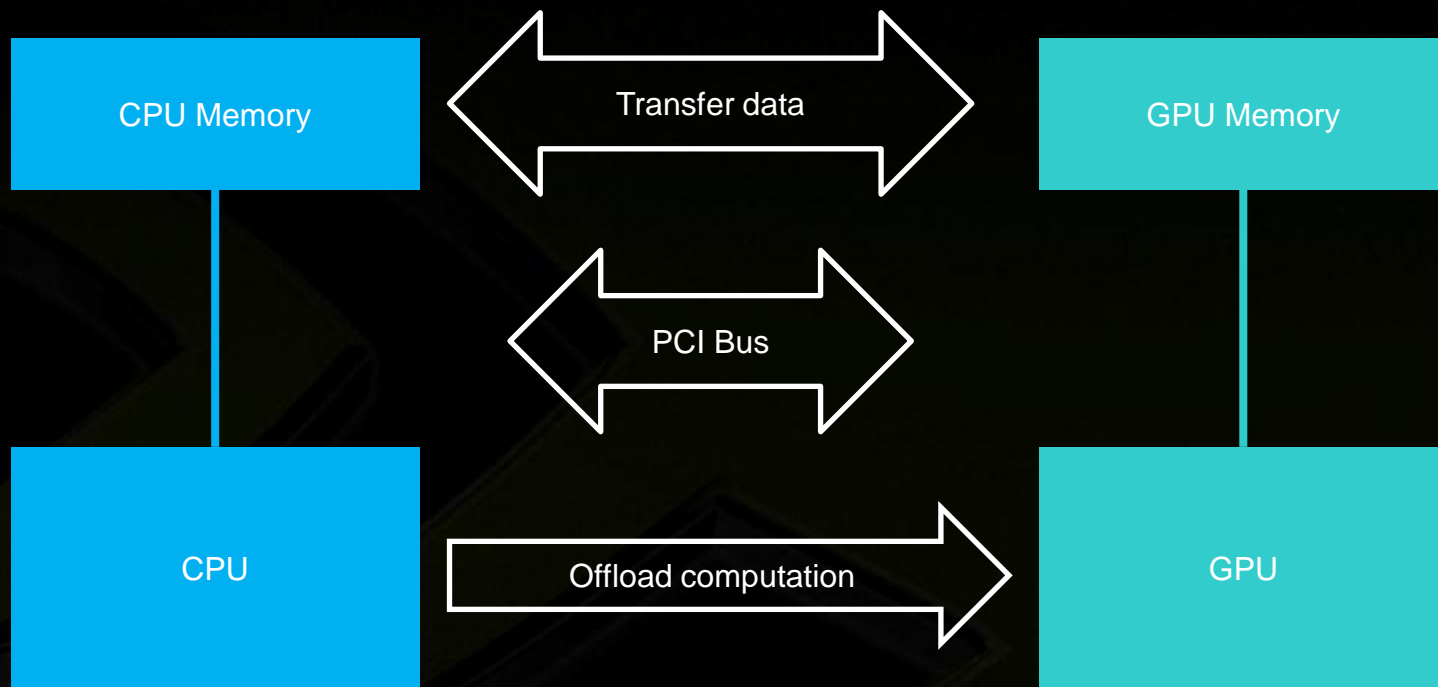 CPU Memory
Transfer data
GPU Memory
PCI Bus
CPU
Offload computation
GPU